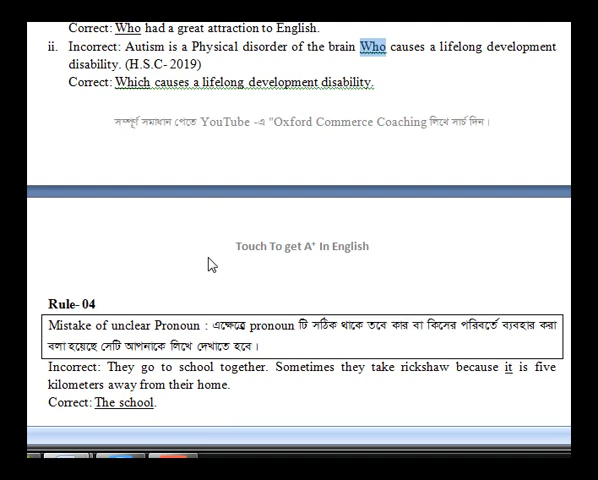 Correct: Who had a great attraction to English.
ii. Incorrect: Autism is a Physical disorder of the brain Who causes a lifelong development
disability. (H.S.C- 2019)
Correct: Which causes a lifelong development disability.
সম্পূর্ণ সমাধান পেতে YouTube -এ "Oxford Commerce Coaching লিখে সার্চ দিন।
Touch To get A⁺ In English
Rule- 04
Mistake of unclear Pronoun : এক্ষেত্রে pronoun টি সঠিক থাকে তবে কার বা কিসের পরিবর্তে ব্যবহার করা
বলা হয়েছে সেটি আপনাকে লিখে দেখাতে হবে।
Incorrect: They go to school together. Sometimes they take rickshaw because it is five
kilometers away from their home.
Correct: The school.